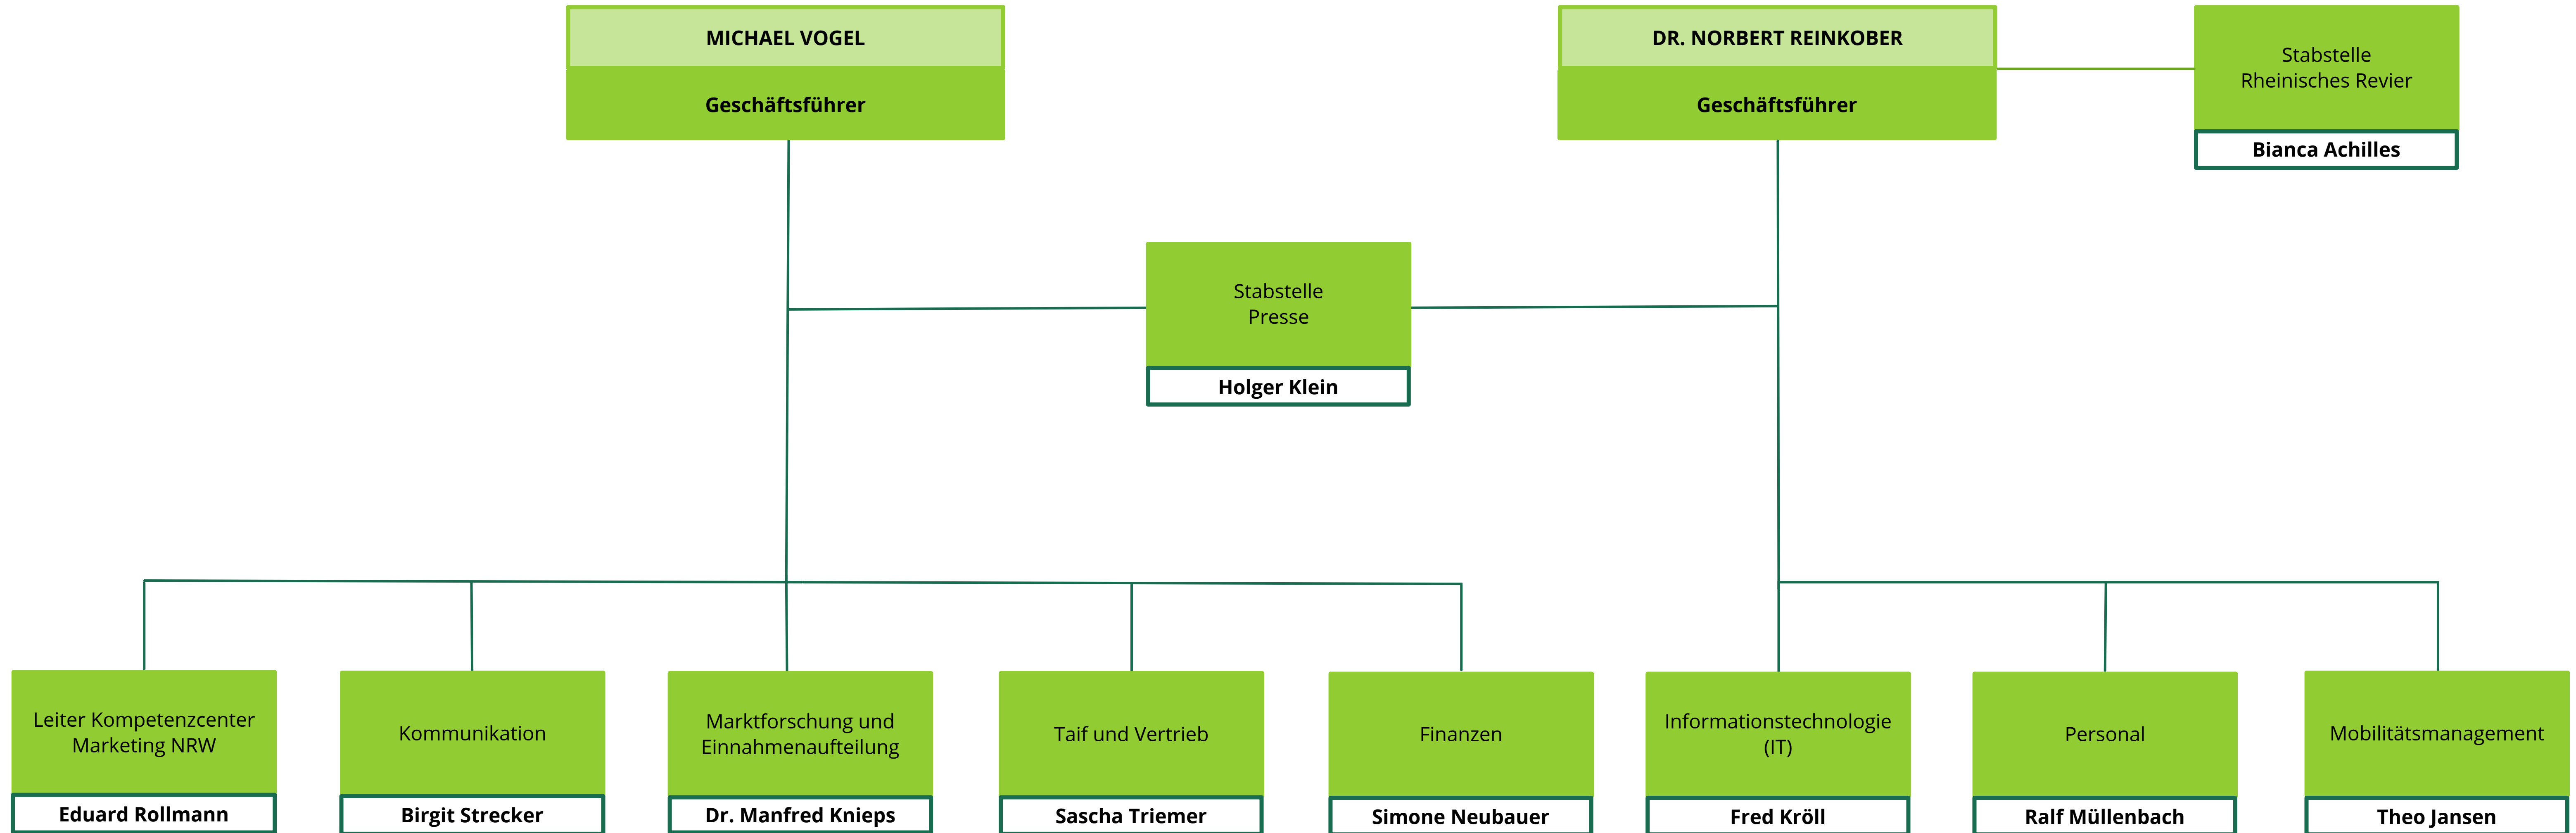 MICHAEL VOGEL
Geschäftsführer
DR. NORBERT REINKOBER
Geschäftsführer
Stabstelle
Rheinisches Revier
Bianca Achilles
Stabstelle
Presse
Holger Klein
Leiter Kompetenzcenter
Marketing NRW
Eduard Rollmann
Kommunikation
Birgit Strecker
Marktforschung und
Einnahmenaufteilung
Dr. Manfred Knieps
Taif und Vertrieb
Sascha Triemer
Finanzen
Simone Neubauer
Informationstechnologie
(IT)
Fred Kröll
Personal
Ralf Müllenbach
Mobilitätsmanagement
Theo Jansen